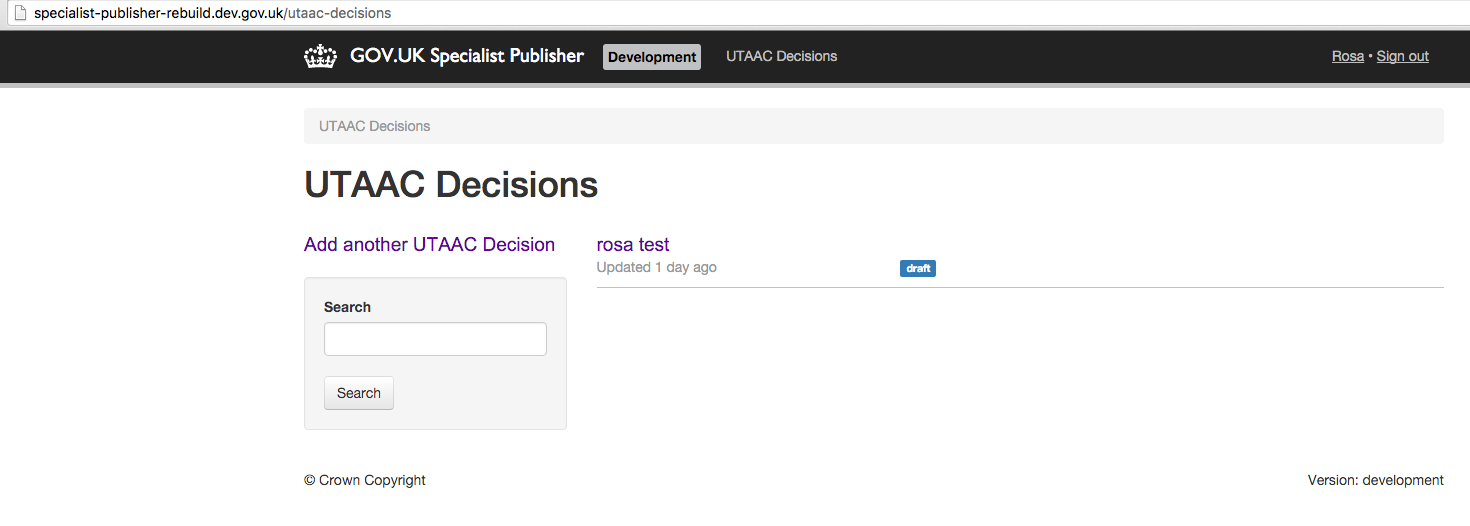 specialist-publisher-rebuild.dev.gov.uk/utaac-decisions
GOV.UK Specialist Publisher Development UTAAC Decisions Rosa • Sign out
UTAAC Decisions
UTAAC Decisions
Add another UTAAC Decision
rosa test
Updated 1 day ago draft
Search
Search
© Crown Copyright Version: development